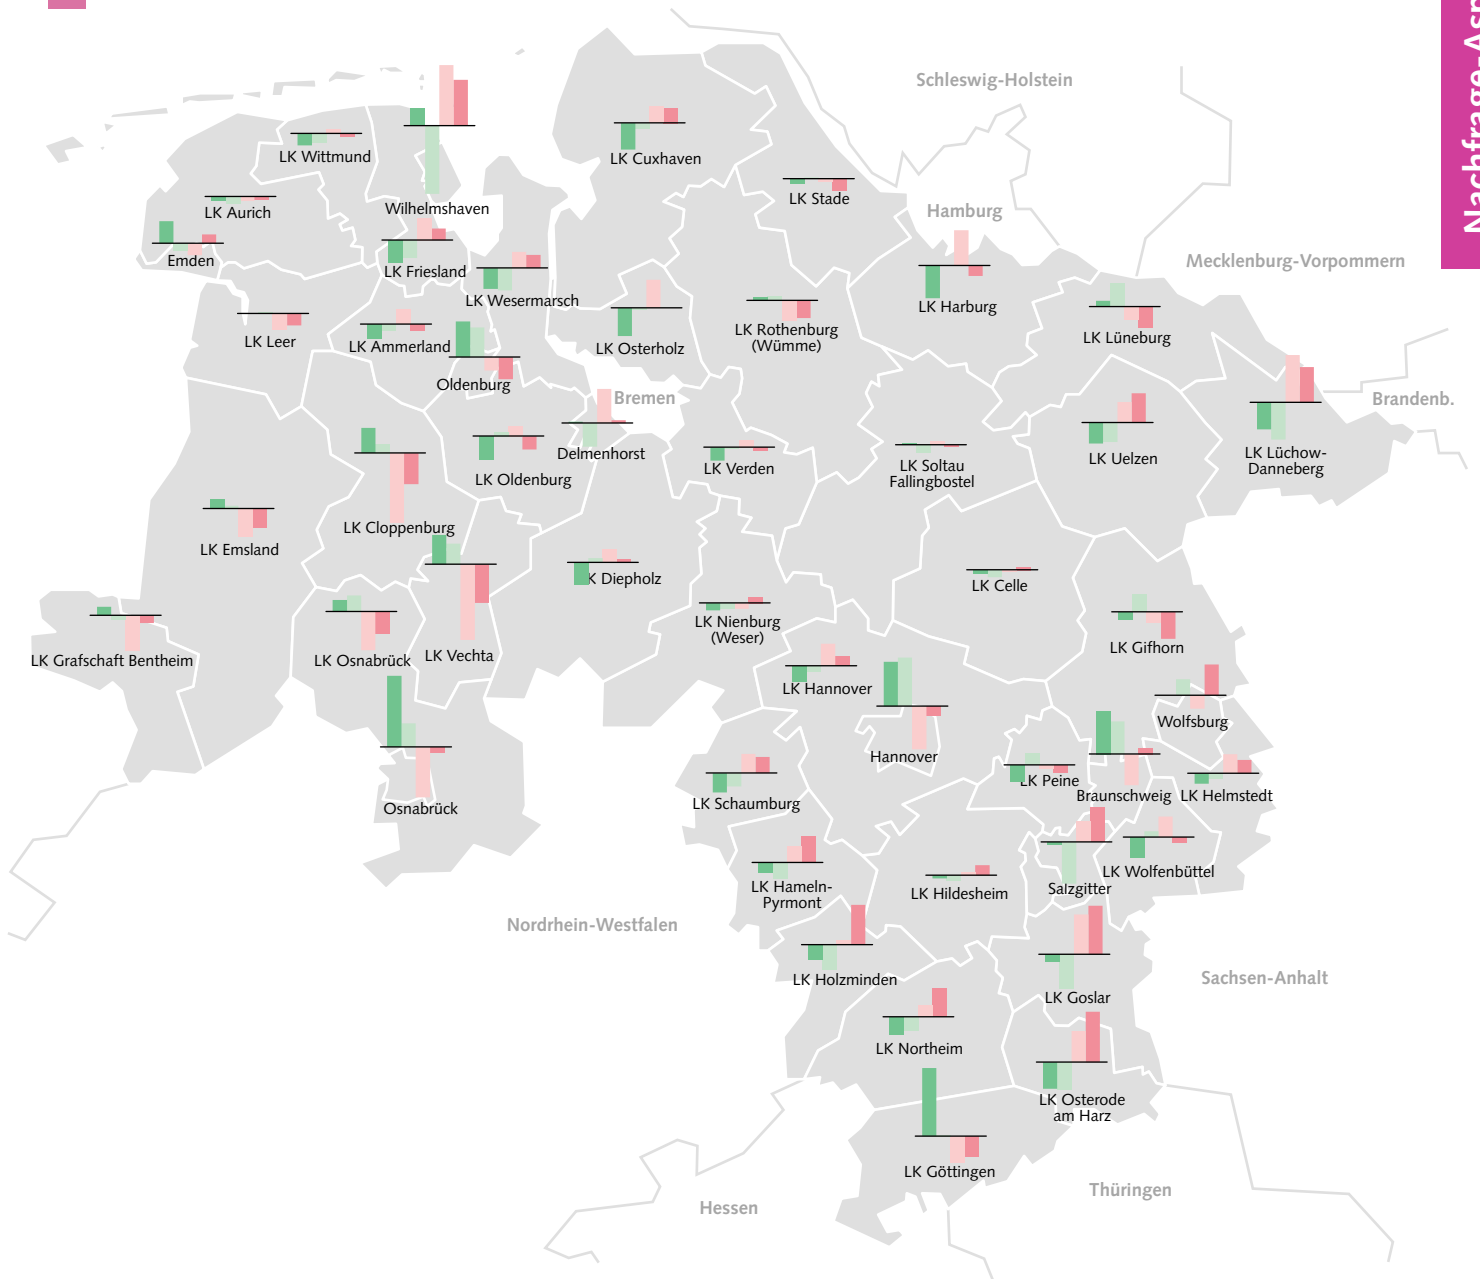 Nachfrage-Asp
Schleswig-Holstein
LK Wittmund
LK Cuxhaven
LK Stade
LK Aurich
Wilhelmshaven
Hamburg
Emden
LK Friesland
Mecklenburg-Vorpommern
LK Wesermarsch
LK Harburg
LK Leer
LK Ammerland
LK Osterholz
LK Rothenburg
(Wümme)
LK Lüneburg
Oldenburg
Bremen
Brandenb.
LK Oldenburg
Delmenhorst
LK Verden
LK Soltau
Fallingbostel
LK Uelzen
LK Lüchow-
Danneberg
LK Cloppenburg
LK Emsland
LK Diepholz
LK Celle
LK Nienburg
(Weser)
LK Gifhorn
LK Grafschaft Bentheim
LK Osnabrück
LK Vechta
LK Hannover
Wolfsburg
Hannover
LK Peine
Braunschweig
LK Helmstedt
Osnabrück
LK Schaumburg
LK Hameln-
Pyrmont
LK Hildesheim
Salzgitter
LK Wolfenbüttel
Nordrhein-Westfalen
LK Holzminden
LK Goslar
Sachsen-Anhalt
LK Northeim
LK Osterode
am Harz
LK Göttingen
Thüringen
Hessen